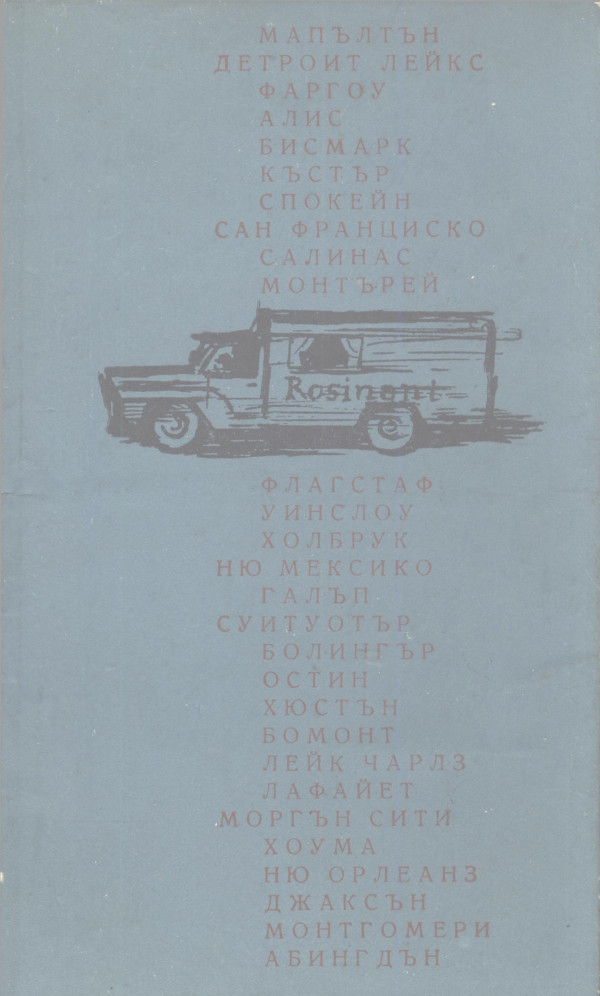 МАПЪЛТЪН
ДЕТРОИТ ЛЕЙКС
ФАРГОУ
АЛИС
БИСМАРК
КЪСТЪР
СПОКЕЙН
САН ФРАНЦИСКО
САЛИНАС
МОНТЪРЕЙ
Rosinant
ФЛАГСТАФ
УИНСЛОУ
ХОЛБРУК
НЮ МЕКСИКО
ГАЛЪП
СУИТУОТЪР
БОЛИНГЪР
ОСТИН
ХЮСТЪН
БОМОНТ
ЛЕЙК ЧАРЛЗ
ЛАФАЙЕТ
МОРГЪН СИТИ
ХОУМА
НЮ ОРЛЕАНЗ
ДЖАКСЪН
МОНТГОМЕРИ
АБИНГДЪН